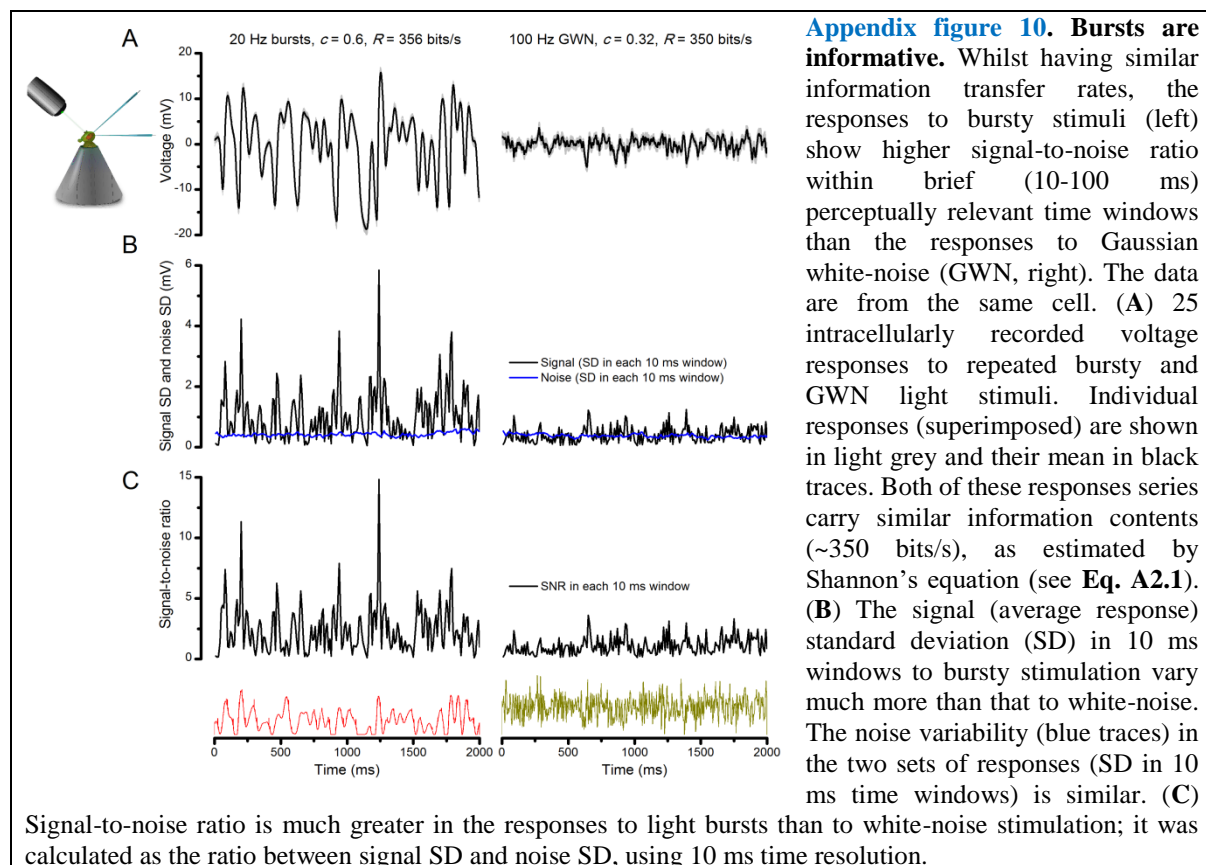 A
20 Hz bursts, c = 0.6, R = 356 bits/s
100 Hz GWN, c = 0.32, R = 350 bits/s
Voltage (mV)
20
10
0
-10
-20
B
Signal SD and noise SD (mV)
6
4
2
0
Signal (SD in each 10 ms window)
Noise (SD in each 10 ms window)
C
Signal-to-noise ratio
15
10
5
0
SNR in each 10 ms window
0 500 1000 1500 2000
0 500 1000 1500 2000
Time (ms)
Time (ms)
Appendix figure 10. Bursts are
informative. Whilst having similar
information transfer rates, the
responses to bursty stimuli (left)
show higher signal-to-noise ratio
within brief (10-100 ms)
perceptually relevant time windows
than the responses to Gaussian
white-noise (GWN, right). The data
are from the same cell. (A) 25
intracellularly recorded voltage
responses to repeated bursty and
GWN light stimuli. Individual
responses (superimposed) are shown
in light grey and their mean in black
traces. Both of these responses series
carry similar information contents
(~350 bits/s), as estimated by
Shannon's equation (see Eq. A2.1).
(B) The signal (average response)
standard deviation (SD) in 10 ms
windows to bursty stimulation vary
much more than that to white-noise.
The noise variability (blue traces) in
the two sets of responses (SD in 10
ms time windows) is similar. (C)
Signal-to-noise ratio is much greater in the responses to light bursts than to white-noise stimulation; it was
calculated as the ratio between signal SD and noise SD, using 10 ms time resolution.